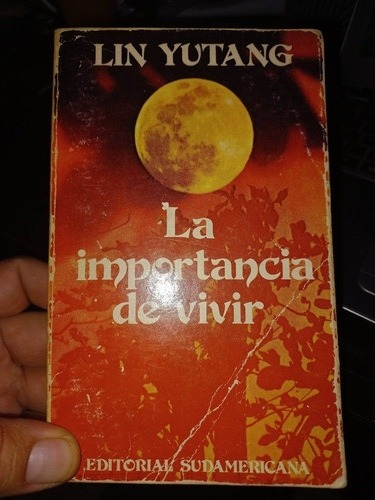 LIN YUTANG
La
importancia
de vivir
EDITORIAL SUDAMERICANA